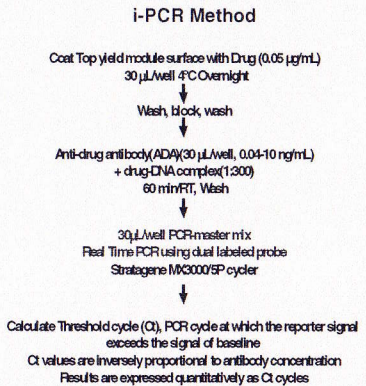 i-PCR Method
Coat Top yield module surface with Drug (0.05 µg/mL)
30 µL/well 4°C Overnight
Wash, block, wash
Anti-drug antibody(ADA)(30 µL/well, 0.04-10 ng/mL)
+ drug-DNA complex(1:300)
60 min/RT, Wash
30µL/well PCR-master mix
Real Time PCR using dual labeled probe
Stratagene MX3000/5P cycler
Calculate Threshold cycle (Ct), PCR cycle at which the reporter signal
exceeds the signal of baseline
Ct values are inversely proportional to antibody concentration
Results are expressed quantitatively as Ct cycles